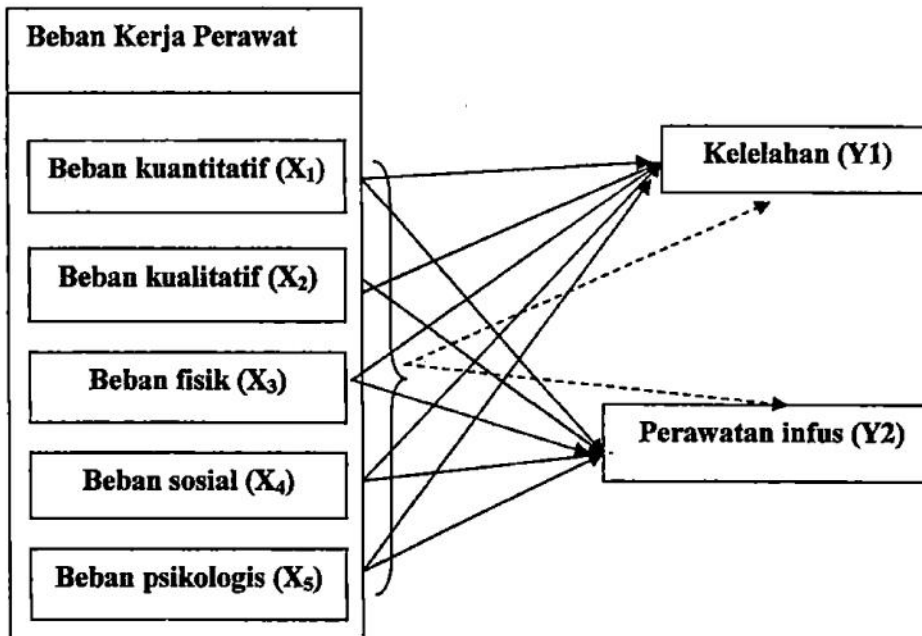 Beban Kerja Perawat
Beban kuantitatif (X₁)
Beban kualitatif (X₂)
Beban fisik (X₃)
Beban sosial (X₄)
Beban psikologis (X₅)
Kelelahan (Y1)
Perawatan infus (Y2)